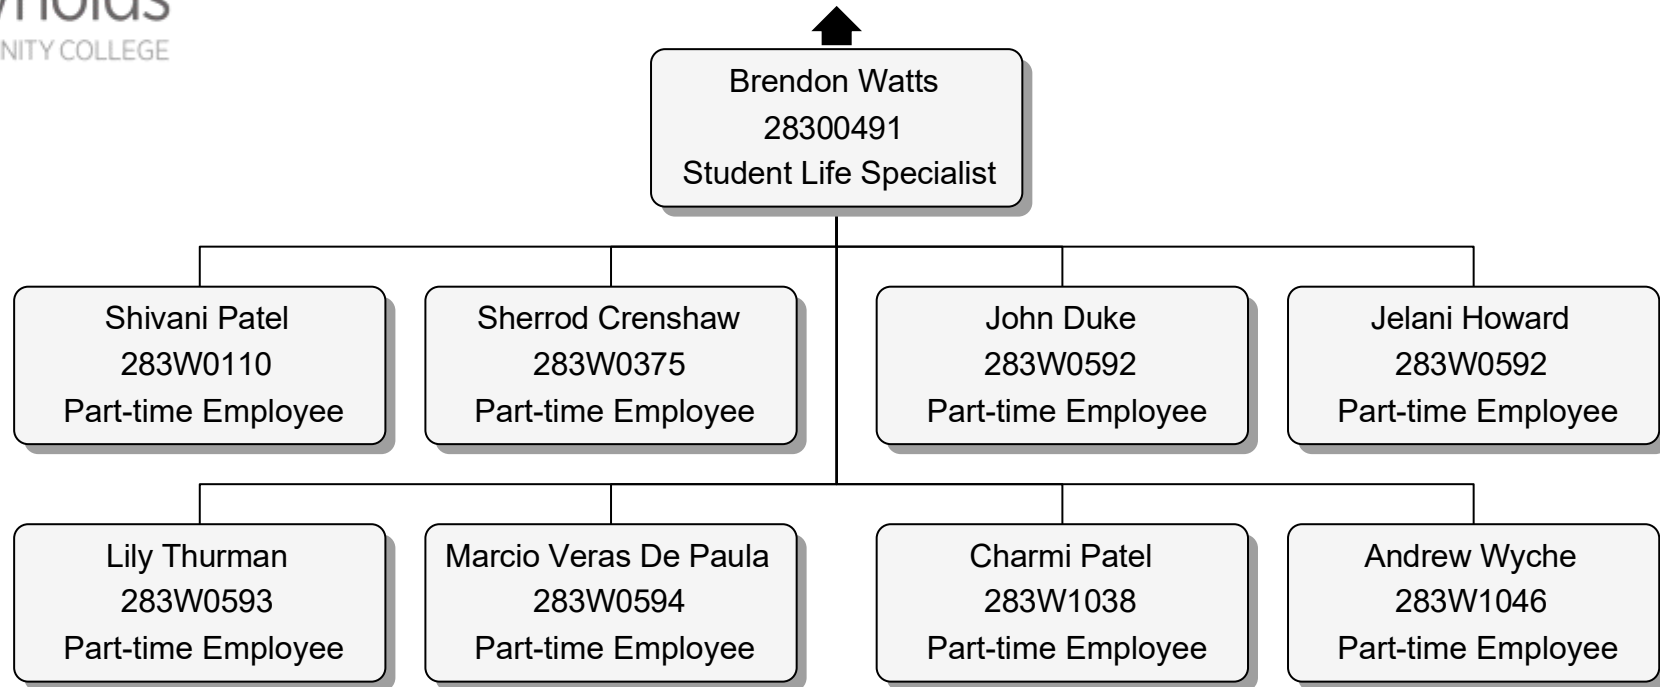 COLLEGE
Brendon Watts
28300491
Student Life Specialist
Shivani Patel
283W0110
Part-time Employee
Sherrod Crenshaw
283W0375
Part-time Employee
John Duke
283W0592
Part-time Employee
Jelani Howard
283W0592
Part-time Employee
Lily Thurman
283W0593
Part-time Employee
Marcio Veras De Paula
283W0594
Part-time Employee
Charmi Patel
283W1038
Part-time Employee
Andrew Wyche
283W1046
Part-time Employee